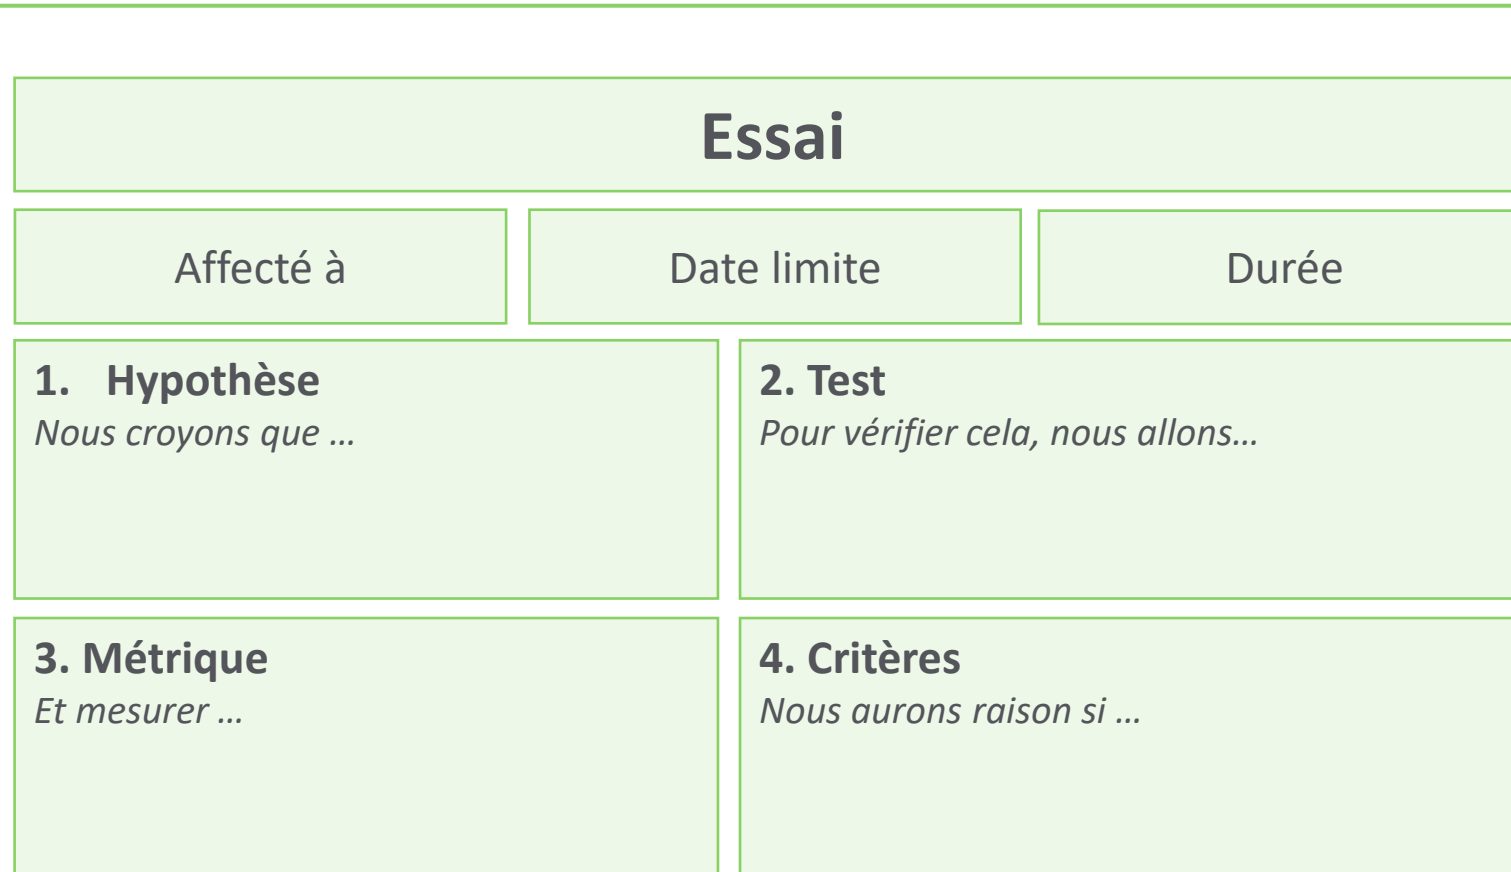 Essai
Affecté à
Date limite
Durée
1. Hypothèse
Nous croyons que …
2. Test
Pour vérifier cela, nous allons…
3. Métrique
Et mesurer …
4. Critères
Nous aurons raison si …